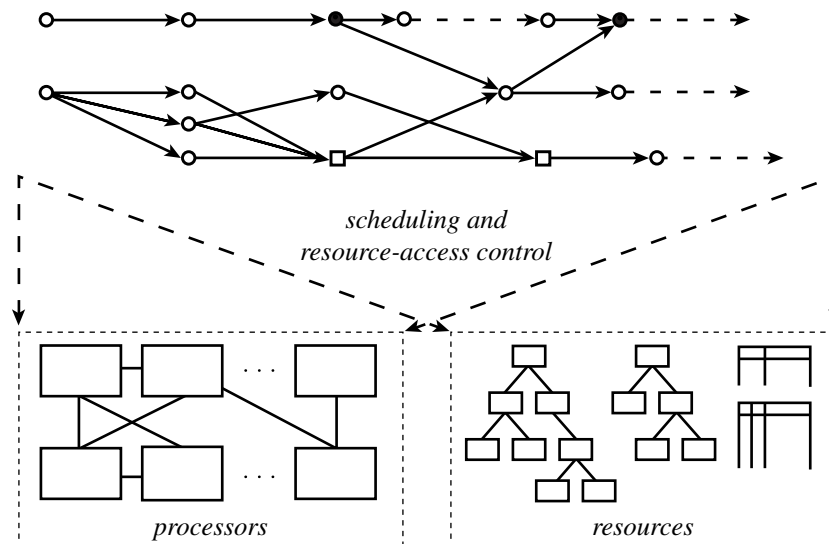 scheduling and
resource-access control
. . .
. . .
processors
resources